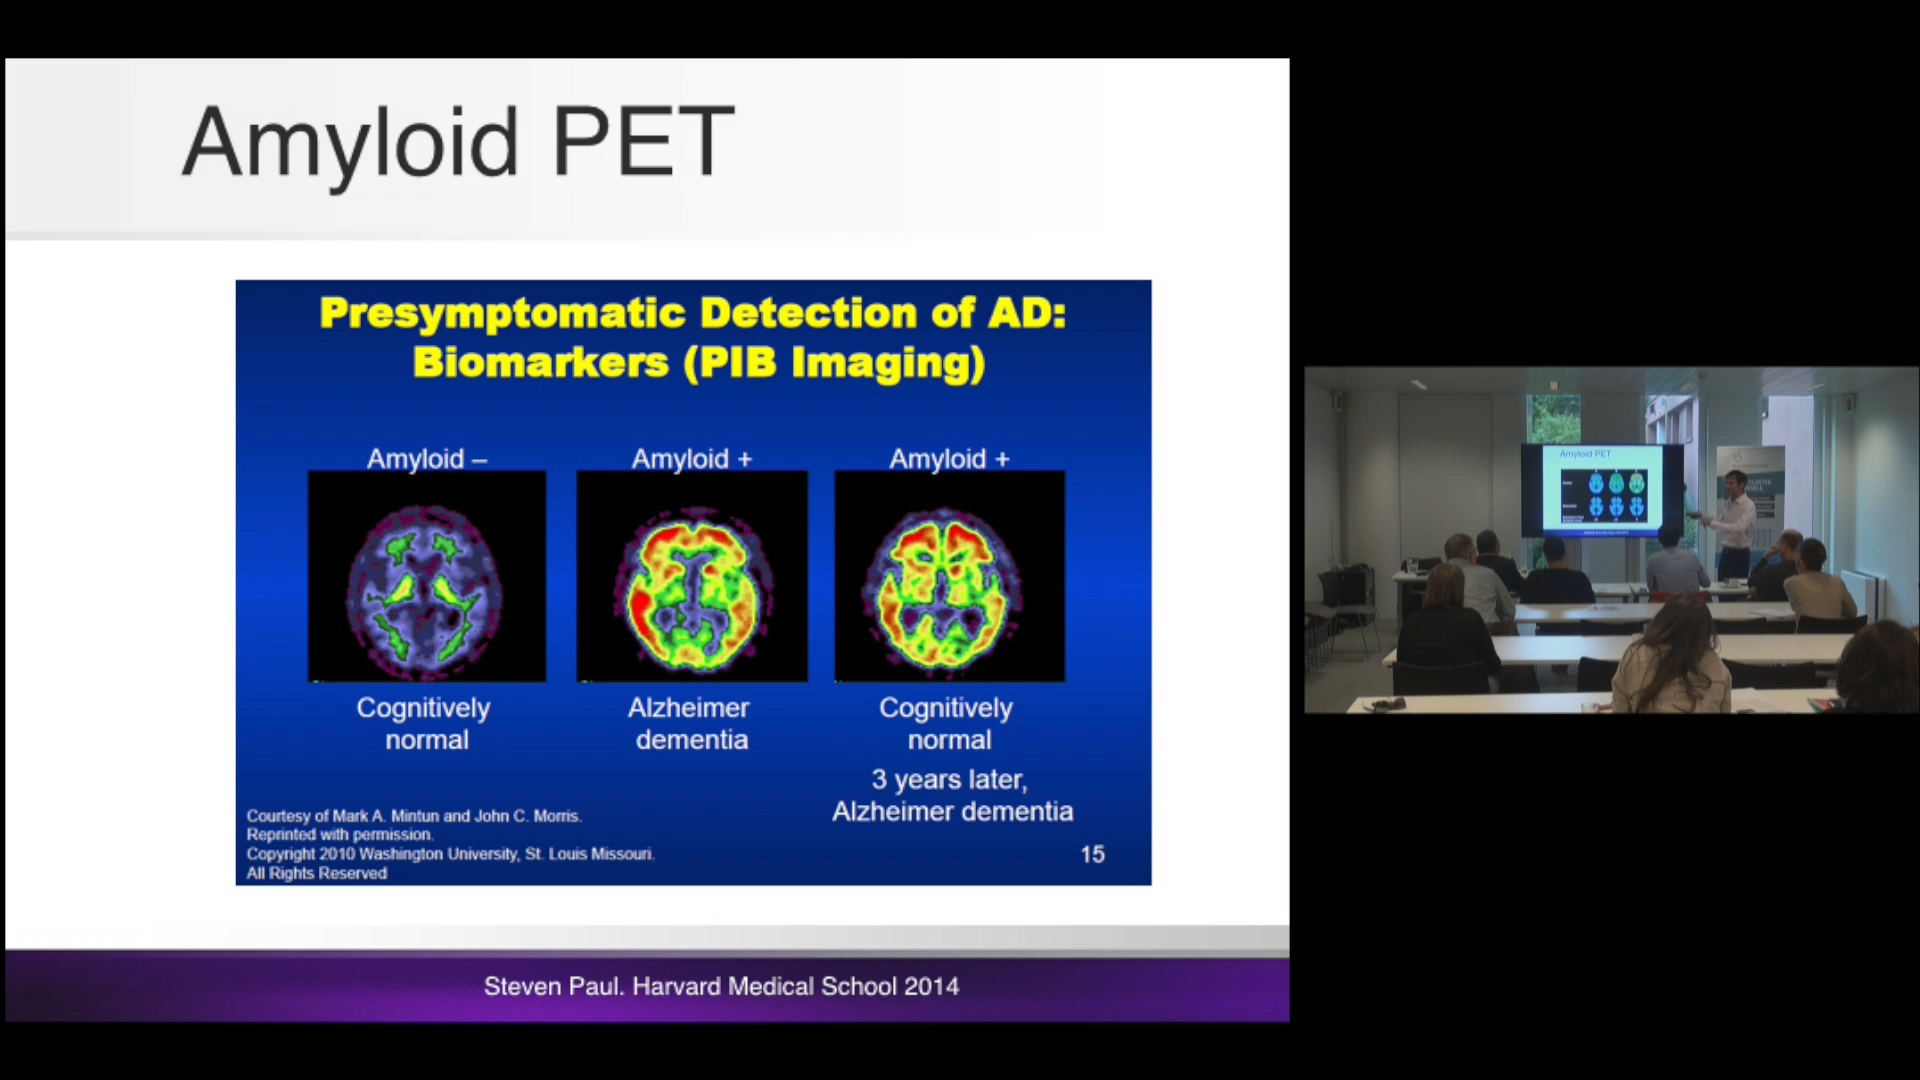 Amyloid PET
Presymptomatic Detection of AD:
Biomarkers (PIB Imaging)
Amyloid –
Amyloid +
Amyloid +
Cognitively
normal
Alzheimer
dementia
Cognitively
normal
3 years later,
Alzheimer dementia
Courtesy of Mark A. Mintun and John C. Morris.
Reprinted with permission.
Copyright 2010 Washington University, St. Louis Missouri.
All Rights Reserved
15
Steven Paul. Harvard Medical School 2014
Amyloid PET